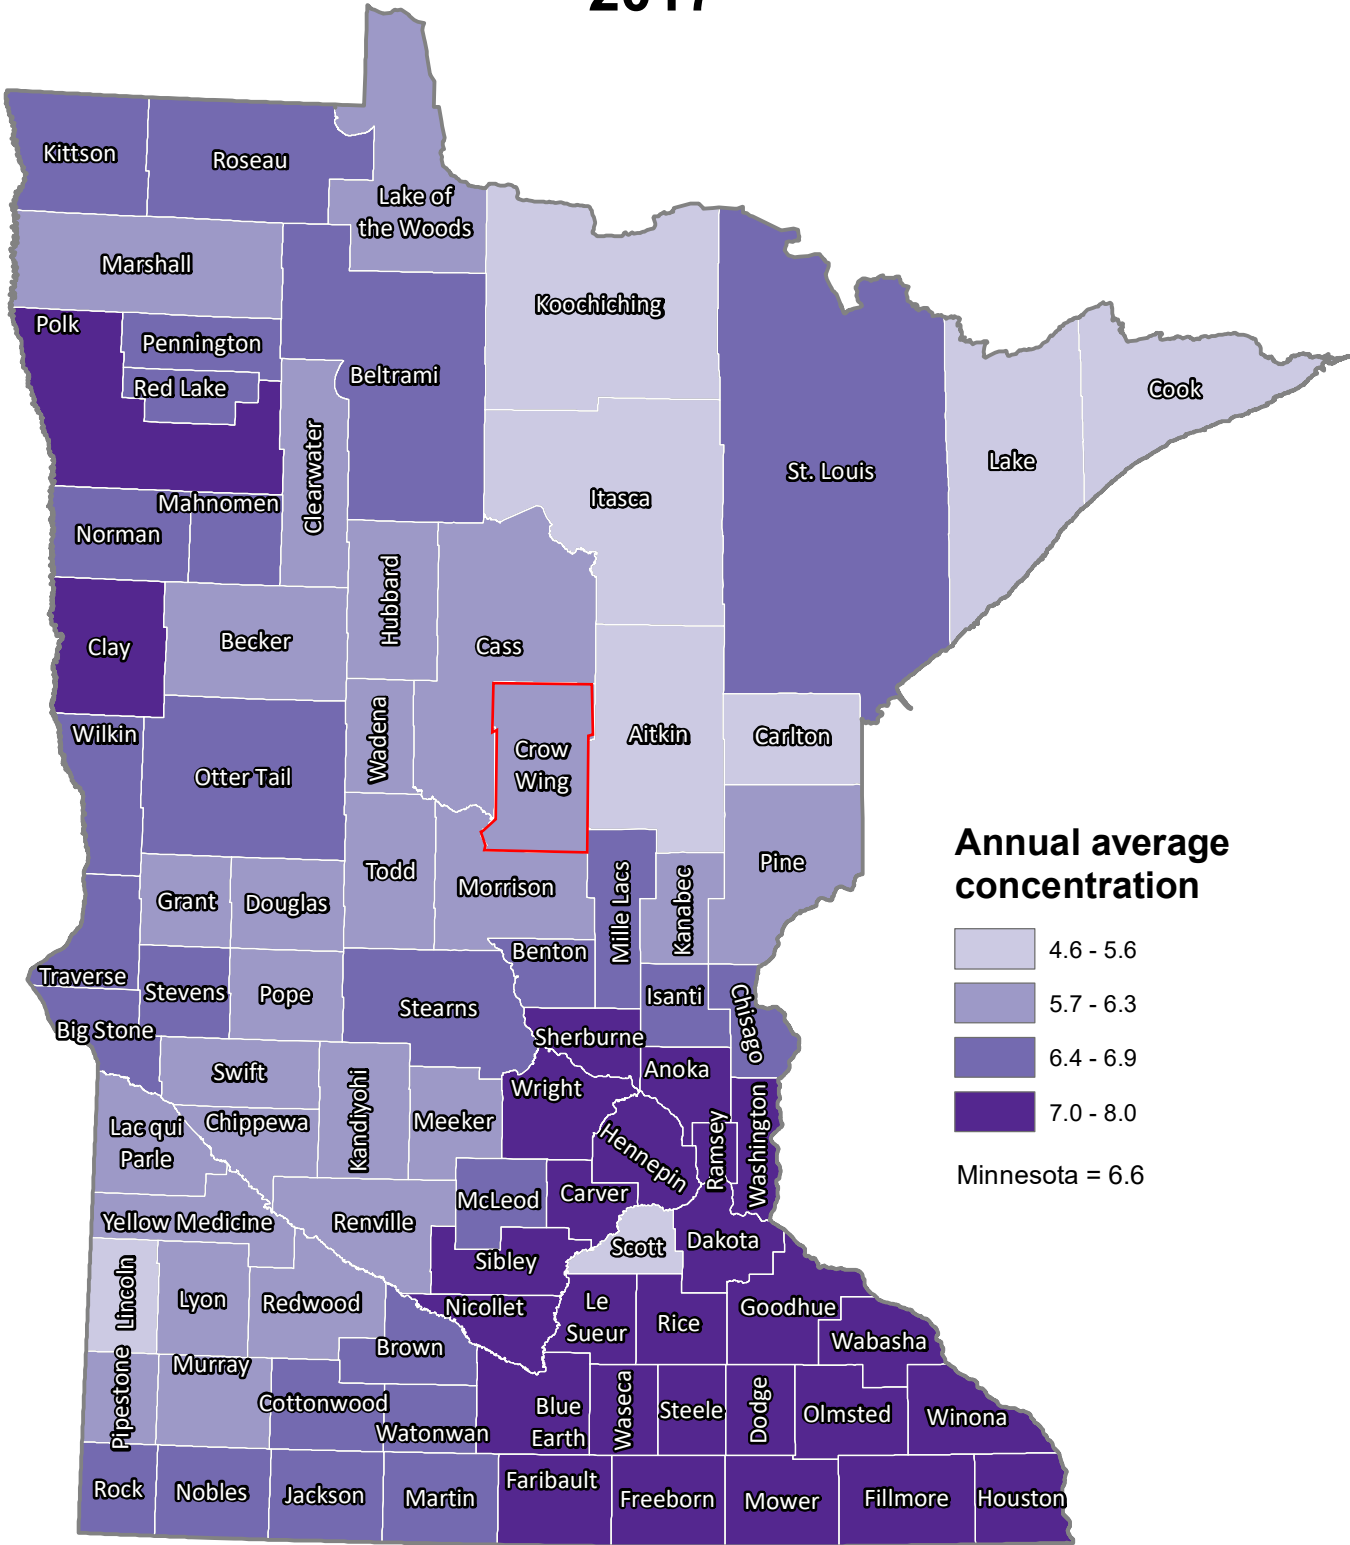 2017
Kittson
Roseau
Lake of
the Woods
Marshall
Koochiching
Polk
Pennington
Red Lake
Beltrami
Cook
Clearwater
Lake
St. Louis
Itasca
Mahnomen
Norman
Hubbard
Becker
Clay
Cass
Wadena
Wilkin
Aitkin
Carlton
Crow
Wing
Otter Tail
Todd
Pine
Morrison
Mille Lacs
Kanabec
Grant
Douglas
Benton
Traverse
Stevens
Pope
Isanti
Stearns
Chisago
Big Stone
Sherburne
Swift
Anoka
Wright
Kandiyohi
Meeker
Chippewa
Lac qui
Parle
Hennepin
Ramsey
Washington
Carver
McLeod
Yellow Medicine
Renville
Scott
Dakota
Sibley
Lincoln
Lyon
Redwood
Nicollet
Le
Sueur
Rice
Goodhue
Wabasha
Brown
Murray
Pipestone
Cottonwood
Watonwan
Blue
Earth
Waseca
Steele
Dodge
Olmsted
Winona
Rock
Nobles
Jackson
Martin
Faribault
Freeborn
Mower
Fillmore
Houston
Annual average
concentration
4.6 - 5.6
5.7 - 6.3
6.4 - 6.9
7.0 - 8.0
Minnesota = 6.6